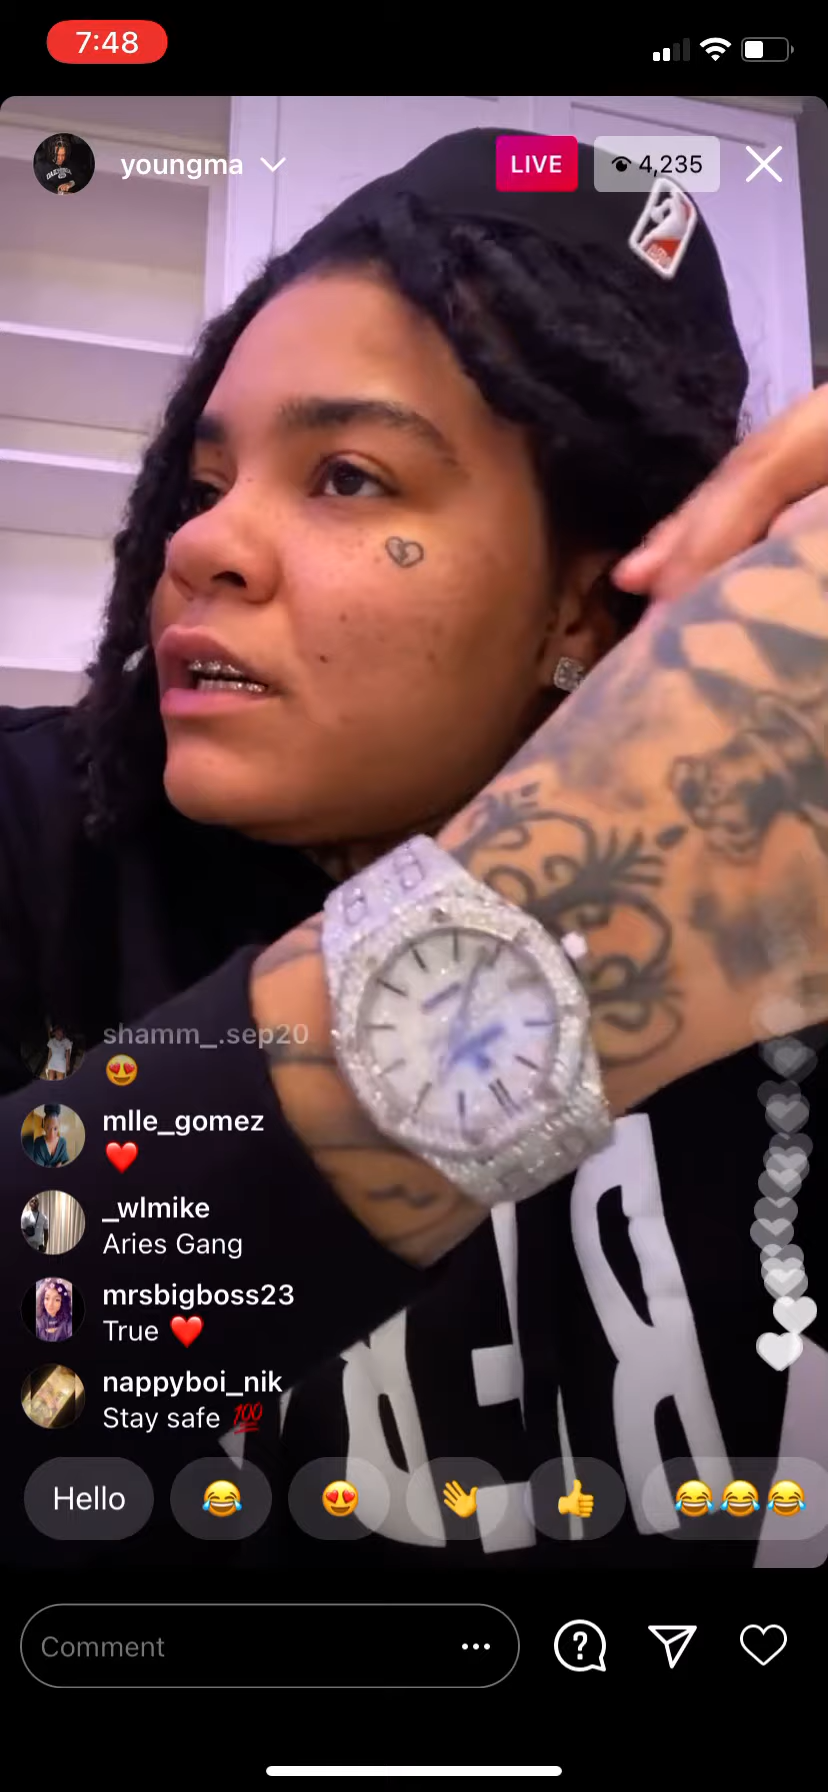 7:48
youngma
LIVE
4,235
shamm_.sep20
😍
mlle_gomez
❤️
_wlmike
Aries Gang
mrsbigboss23
True ❤️
nappyboi_nik
Stay safe 💯
Hello 😂 😍 👋 👍 😂😂😂
Comment